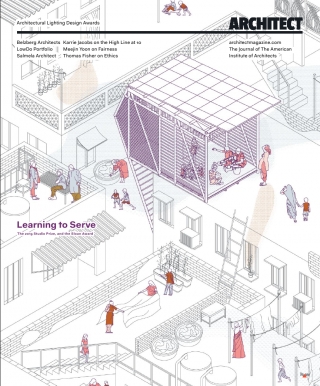 Architectural Lighting Design Awards
ARCHITECT
Belzberg Architects Karrie Jacobs on the High Line at 10
LowDo Portfolio Meejin Yoon on Fairness
Salmela Architect Thomas Fisher on Ethics
architectmagazine.com
The Journal of The American
Institute of Architects
Learning to Serve
The 2019 Studio Prize, and the Sloan Award